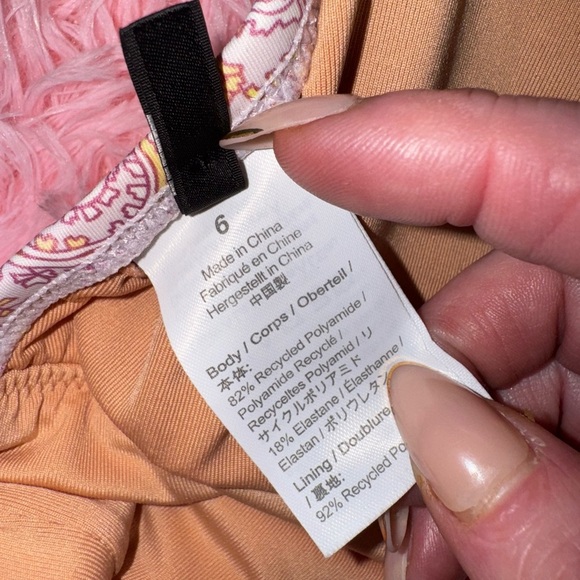 6
Made in China
Fabriqué en Chine
Hergestellt in China
中国製
Body / Corps / Oberteil /
本体:
82% Recycled Polyamide /
Polyamide Recyclé /
Recyceltes Polyamid / リ
サイクルポリアミド
18% Elastane / Élasthanne /
Elastan / ポリウレタン
Lining / Doublure
/ 裏地:
92% Recycled Po